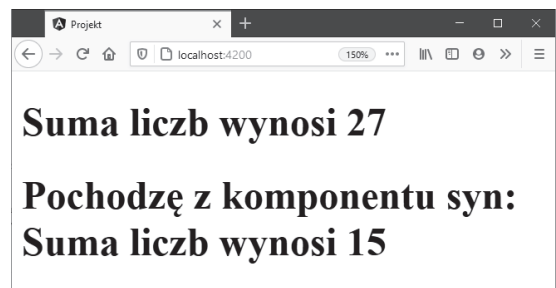 Projekt
localhost:4200
150%
Suma liczb wynosi 27
Pochodzę z komponentu syn:
Suma liczb wynosi 15